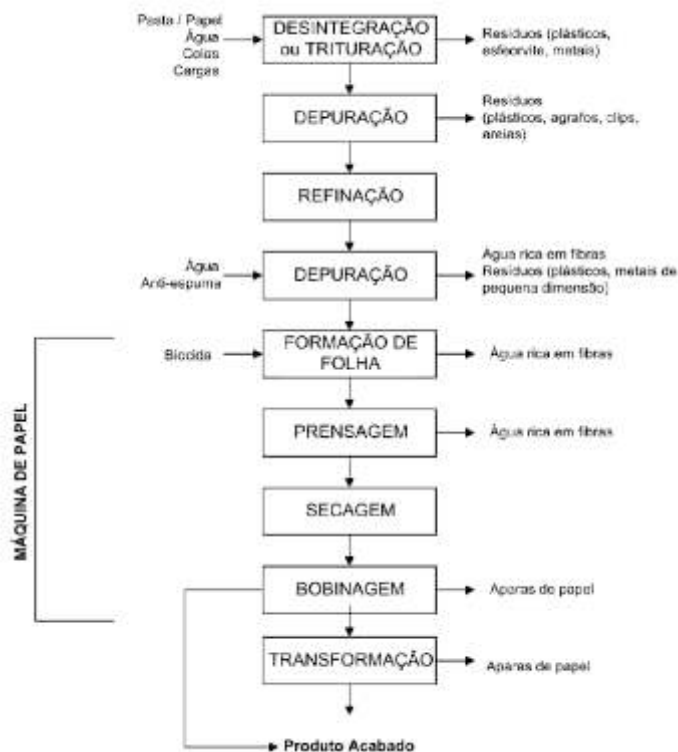 Pasta / Papel
Água
Colas
Cargas
DESINTEGRAÇÃO
ou TRITURAÇÃO
Resíduos (plásticos,
esferovite, metais)
DEPURAÇÃO
Resíduos
(plásticos, agrafos, clips,
areias)
REFINAÇÃO
Água
Anti-espuma
DEPURAÇÃO
Água rica em fibras
Resíduos (plásticos, metais de
pequena dimensão)
MÁQUINA DE PAPEL
Biocida
FORMAÇÃO DE
FOLHA
Água rica em fibras
PRENSAGEM
Água rica em fibras
SECAGEM
BOBINAGEM
Aparas de papel
TRANSFORMAÇÃO
Aparas de papel
Produto Acabado